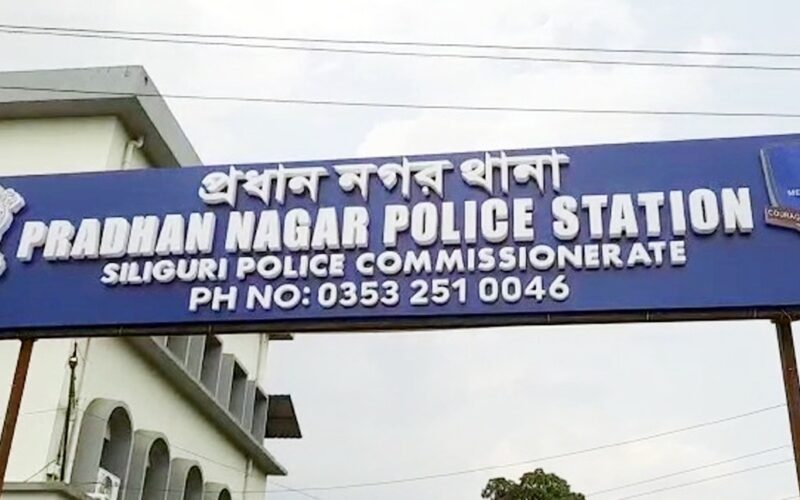 প্রধান নগর থানা
PRADHAN NAGAR POLICE STATION
SILIGURI POLICE COMMISSIONERATE
PH NO: 0353 251 0046